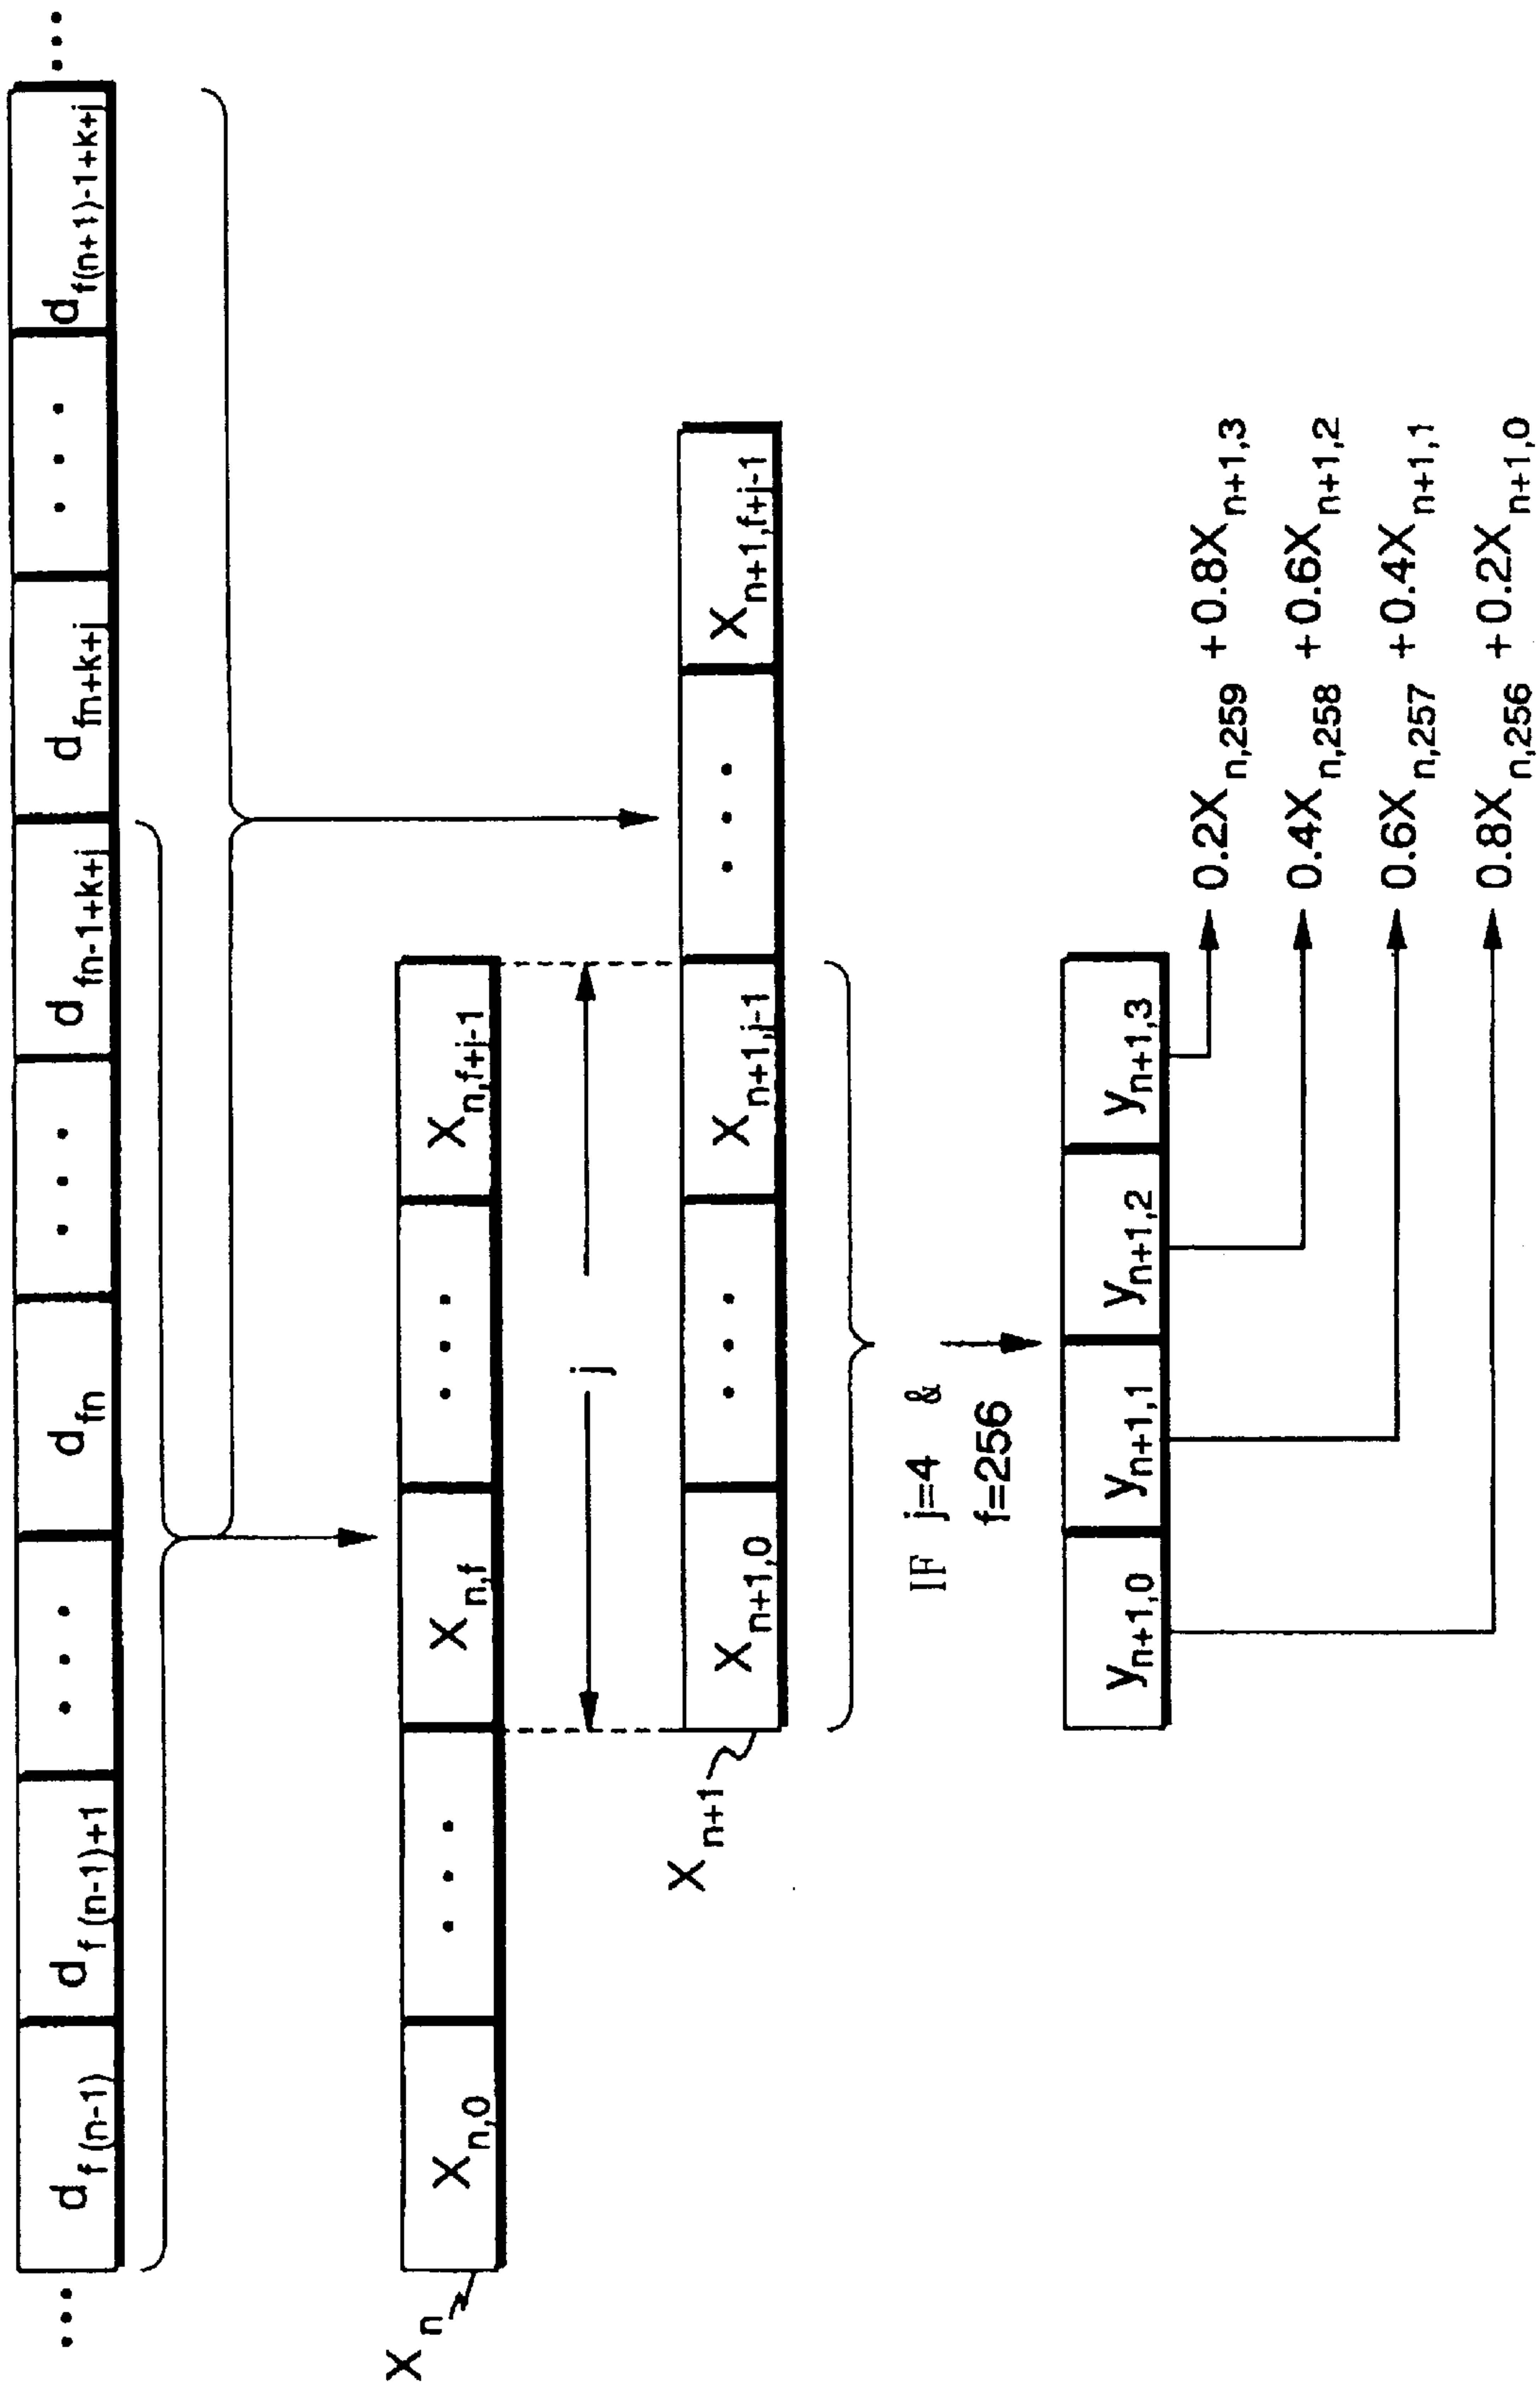 ... d f(n-1) d f(n-1)+1 ... d fn ... d fn-1+k+j d fn+k+j ... d f(n+1)-1+k+j ...
X n
X n,0 ... X n,f ... X n,f+j-1
j
X n+1
X n+1,0 ... X n+1,j-1 ... X n+1,f+j-1
IF j=4 &
f=256
y n+1,0 y n+1,1 y n+1,2 y n+1,3
0.2X n,259 +0.8X n+1,3
0.4X n,258 +0.6X n+1,2
0.6X n,257 +0.4X n+1,1
0.8X n,256 +0.2X n+1,0